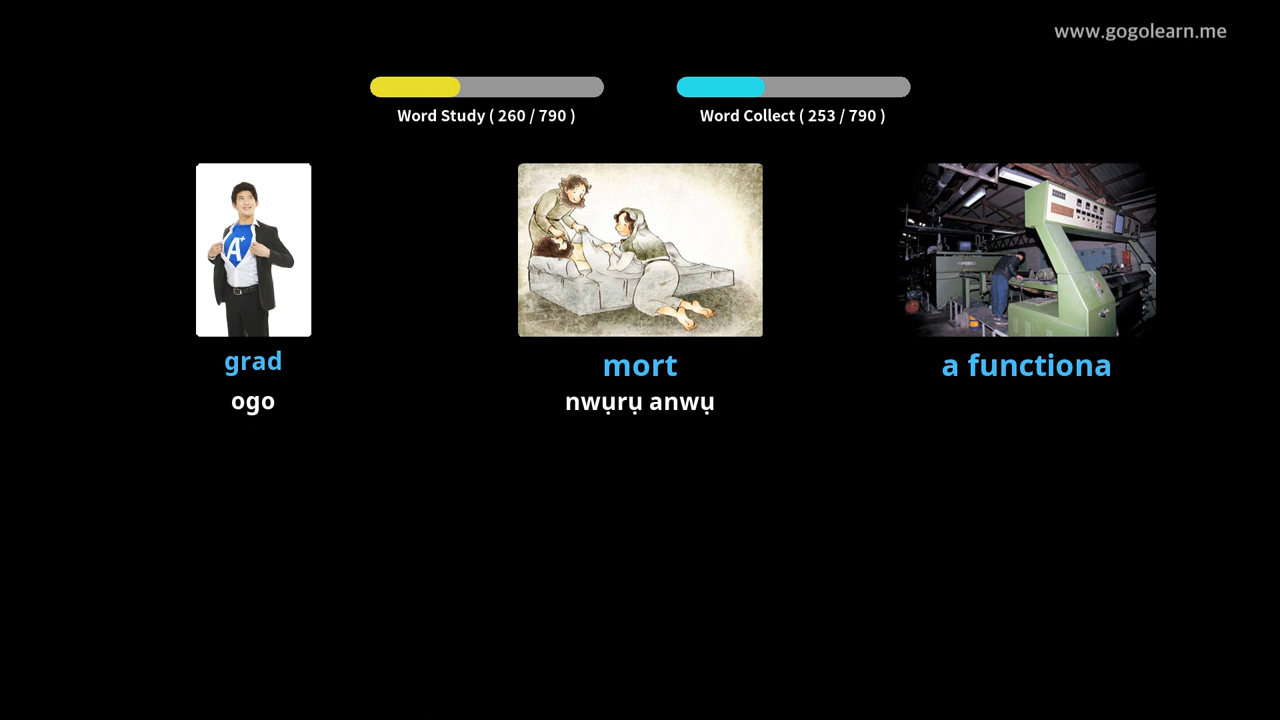 www.gogolearn.me
Word Study ( 260 / 790 )
Word Collect ( 253 / 790 )
A+
grad
ogo
mort
nwụrụ anwụ
a functiona